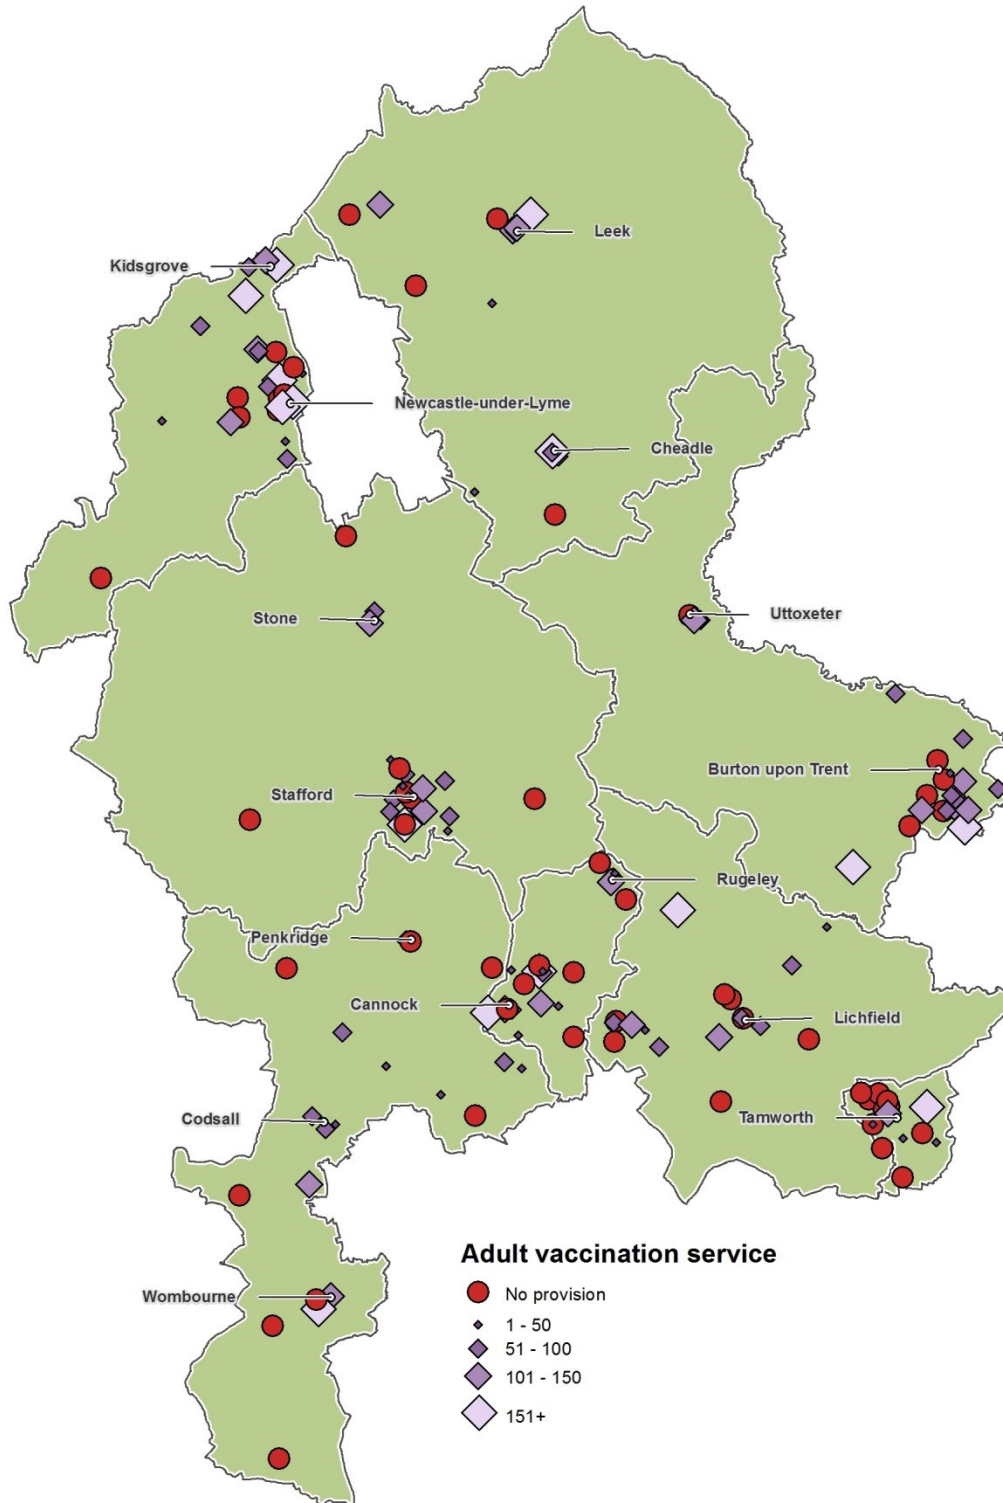 Leek
Kidsgrove
Newcastle-under-Lyme
Cheadle
Stone
Uttoxeter
Burton upon Trent
Stafford
Rugeley
Penkridge
Cannock
Lichfield
Codsall
Tamworth
Adult vaccination service
No provision
Wombourne
1 - 50
51 - 100
101 - 150
151+